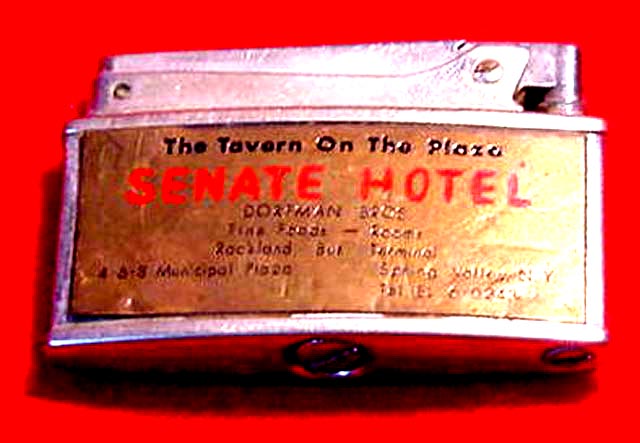 The Tavern On The Plaza
SENATE HOTEL
DORFMAN BROS
Fine Foods — Rooms
Rockland Bus Terminal
4-6-8 Municipal Plaza
Spring Valley, N.Y.
Tel.